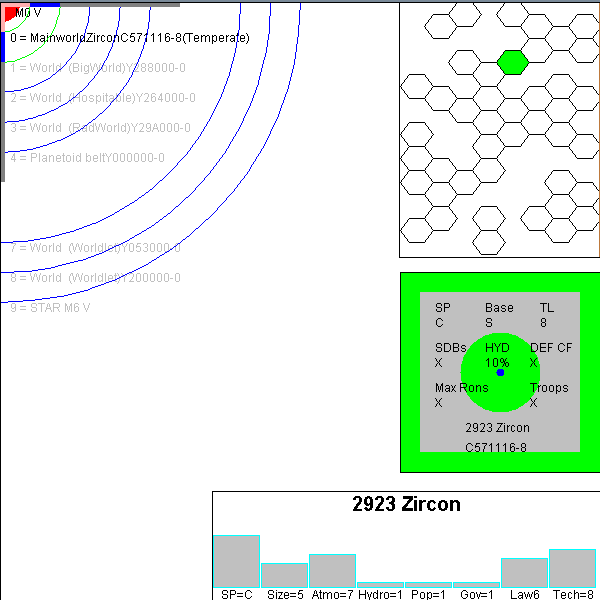 M0 V
0 = MainworldZirconC571116-8(Temperate)
1 = World (BigWorld)Y288000-0
2 = World (Hospitable)Y264000-0
3 = World (RadWorld)Y29A000-0
4 = Planetoid beltY000000-0
7 = World (Worldlet)Y053000-0
8 = World (Worldlet)Y200000-0
9 = STAR M6 V
SP Base TL
C S 8
SDBs HYD DEF CF
X 10% X
Max Rons Troops
X X
2923 Zircon
C571116-8
2923 Zircon
SP=C Size=5 Atmo=7 Hydro=1 Pop=1 Gov=1 Law6 Tech=8